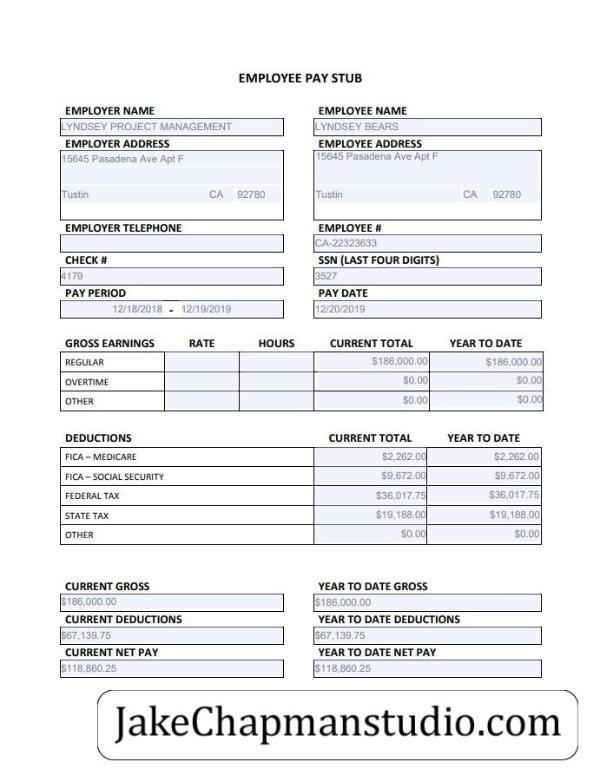 EMPLOYEE PAY STUB
EMPLOYER NAME EMPLOYEE NAME
LYNDSEY PROJECT MANAGEMENT LYNDSEY BEARS
EMPLOYER ADDRESS EMPLOYEE ADDRESS
15645 Pasadena Ave Apt F 15645 Pasadena Ave Apt F
Tustin CA 92780 Tustin CA 92780
EMPLOYER TELEPHONE EMPLOYEE #
CA-22323633
CHECK # SSN (LAST FOUR DIGITS)
4179 3527
PAY PERIOD PAY DATE
12/18/2018 - 12/19/2019 12/20/2019
GROSS EARNINGS RATE HOURS CURRENT TOTAL YEAR TO DATE
REGULAR $186,000.00 $186,000.00
OVERTIME $0.00 $0.00
OTHER $0.00 $0.00
DEDUCTIONS CURRENT TOTAL YEAR TO DATE
FICA – MEDICARE $2,262.00 $2,262.00
FICA – SOCIAL SECURITY $9,672.00 $9,672.00
FEDERAL TAX $36,017.75 $36,017.75
STATE TAX $19,188.00 $19,188.00
OTHER $0.00 $0.00
CURRENT GROSS YEAR TO DATE GROSS
$186,000.00 $186,000.00
CURRENT DEDUCTIONS YEAR TO DATE DEDUCTIONS
$67,139.75 $67,139.75
CURRENT NET PAY YEAR TO DATE NET PAY
$118,860.25 $118,860.25
JakeChapmanstudio.com